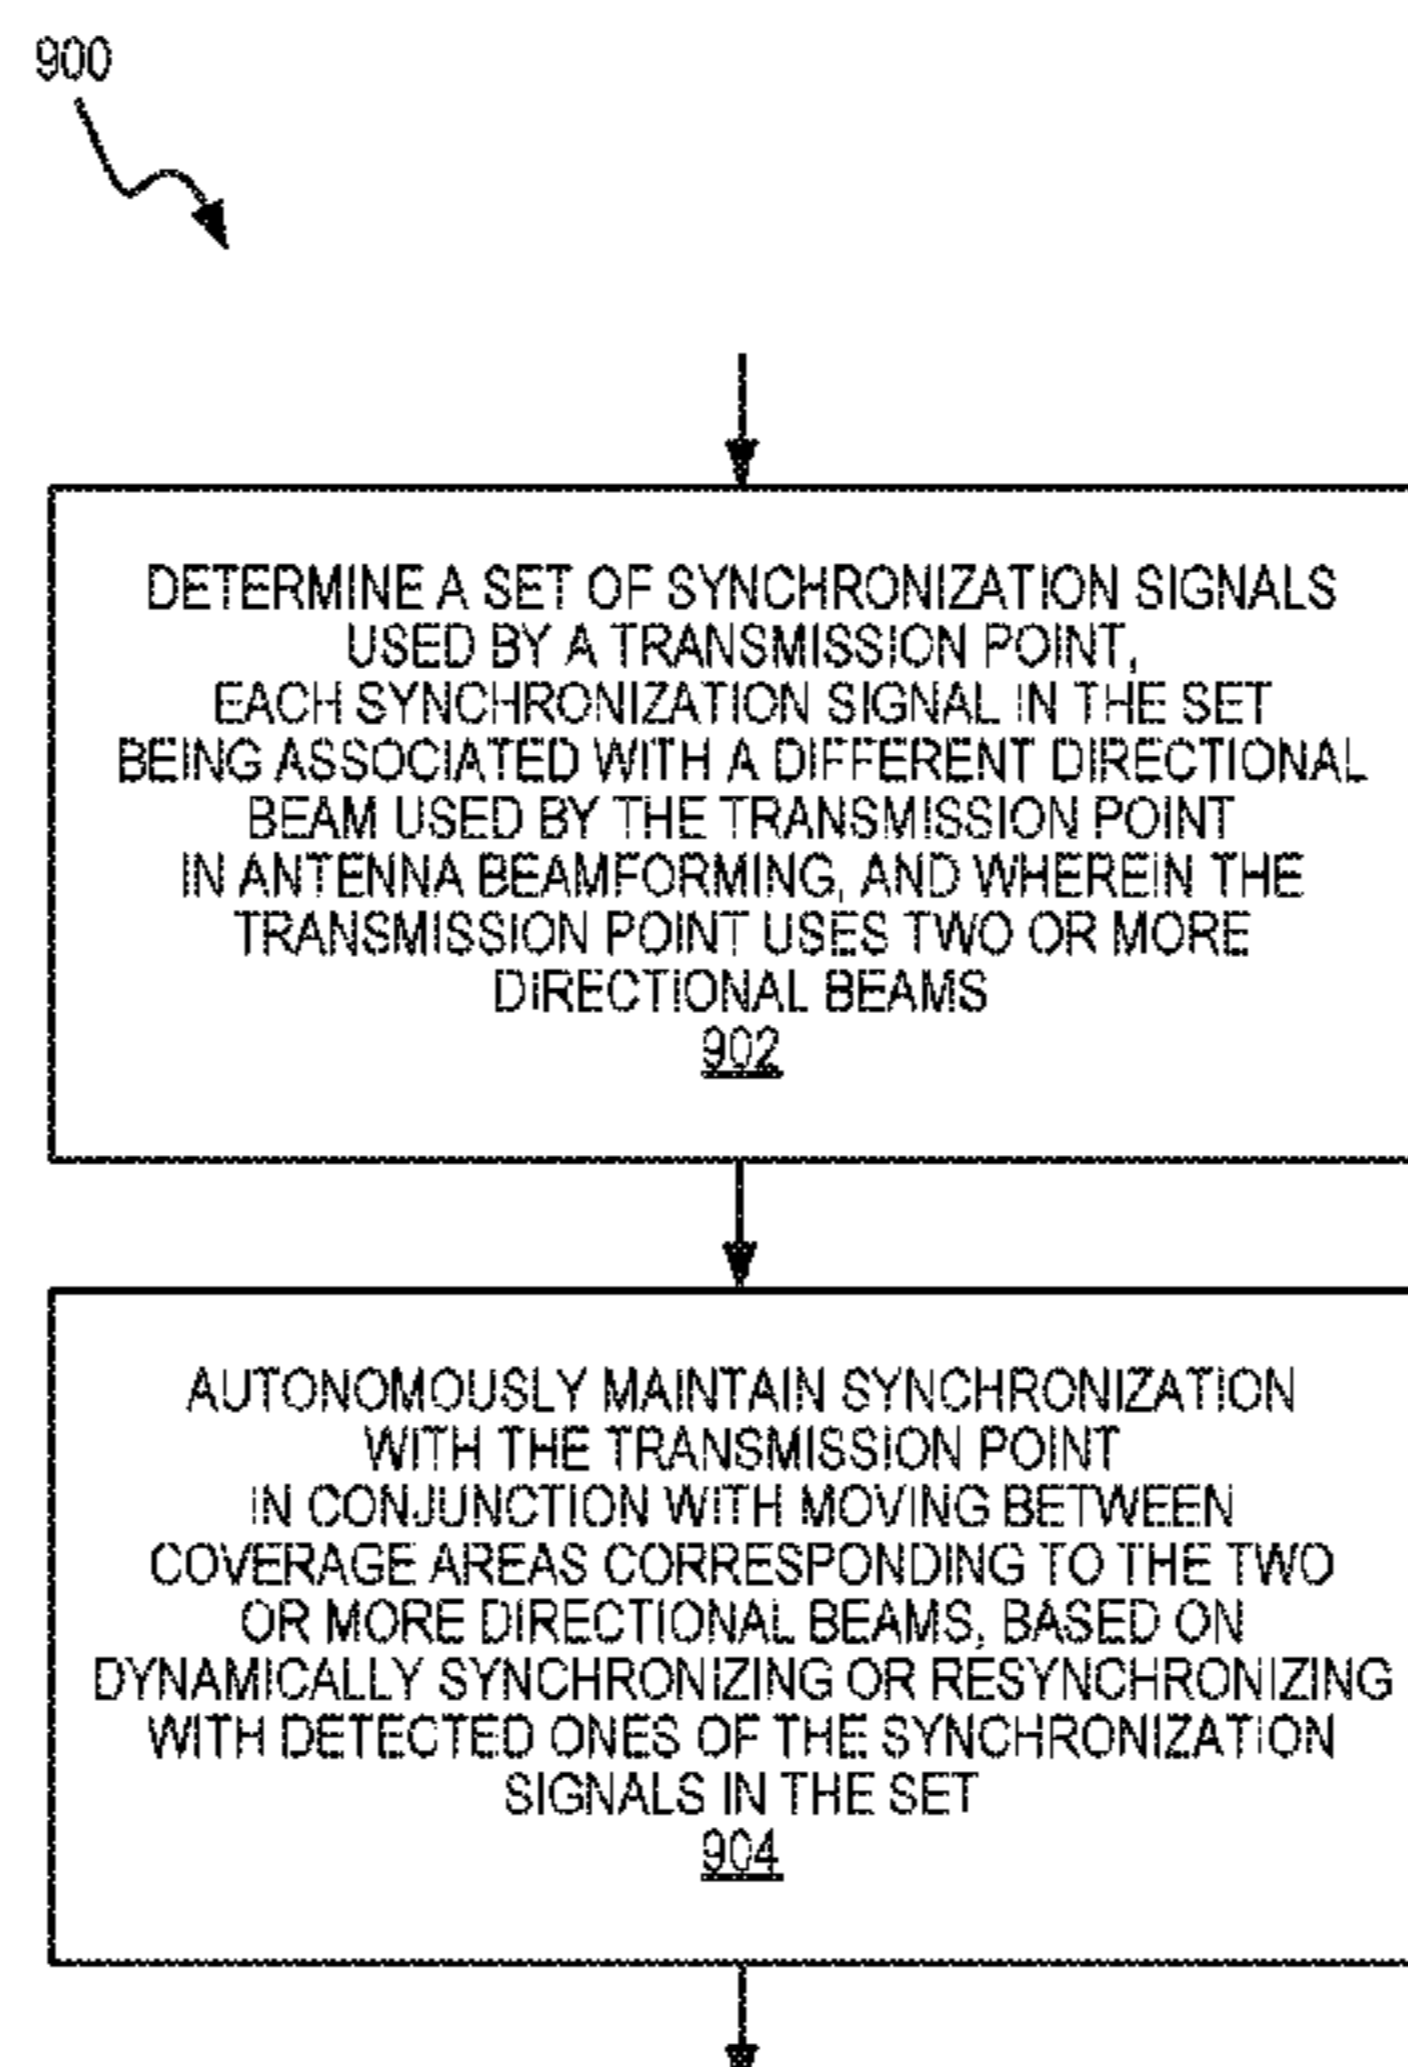 900
DETERMINE A SET OF SYNCHRONIZATION SIGNALS
USED BY A TRANSMISSION POINT,
EACH SYNCHRONIZATION SIGNAL IN THE SET
BEING ASSOCIATED WITH A DIFFERENT DIRECTIONAL
BEAM USED BY THE TRANSMISSION POINT
IN ANTENNA BEAMFORMING, AND WHEREIN THE
TRANSMISSION POINT USES TWO OR MORE
DIRECTIONAL BEAMS
902
AUTONOMOUSLY MAINTAIN SYNCHRONIZATION
WITH THE TRANSMISSION POINT
IN CONJUNCTION WITH MOVING BETWEEN
COVERAGE AREAS CORRESPONDING TO THE TWO
OR MORE DIRECTIONAL BEAMS, BASED ON
DYNAMICALLY SYNCHRONIZING OR RESYNCHRONIZING
WITH DETECTED ONES OF THE SYNCHRONIZATION
SIGNALS IN THE SET
904